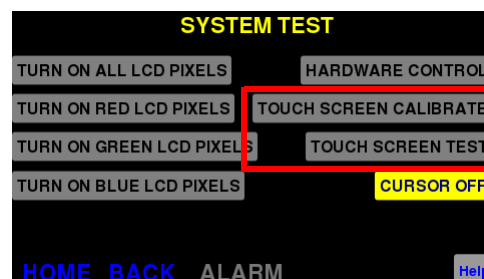 SYSTEM TEST
TURN ON ALL LCD PIXELS HARDWARE CONTROL
TURN ON RED LCD PIXELS TOUCH SCREEN CALIBRATE
TURN ON GREEN LCD PIXELS TOUCH SCREEN TEST
TURN ON BLUE LCD PIXELS CURSOR OFF
HOME BACK ALARM Help